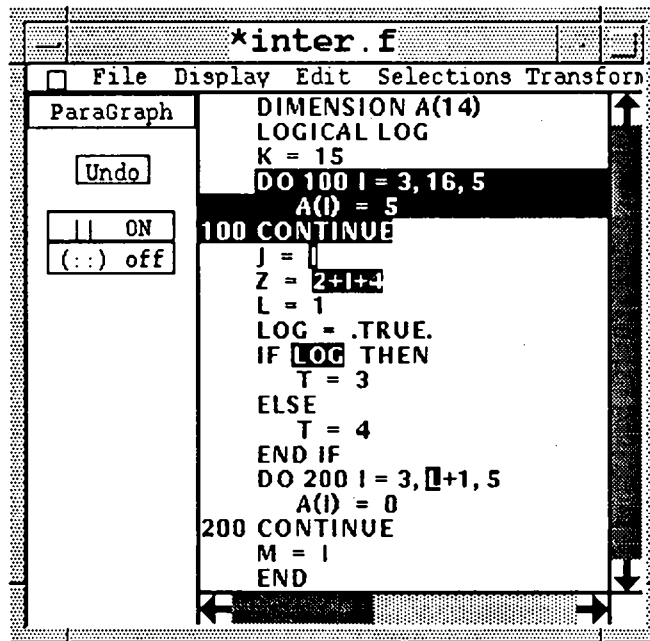 *inter.f
File Display Edit Selections Transform
ParaGraph
Undo
|| ON
(::) off
DIMENSION A(14)
LOGICAL LOG
K = 15
DO 100 I = 3, 16, 5
A(I) = 5
100 CONTINUE
J = I
Z = 2+I+4
L = 1
LOG = .TRUE.
IF LOG THEN
T = 3
ELSE
T = 4
END IF
DO 200 I = 3, L+1, 5
A(I) = 0
200 CONTINUE
M = I
END